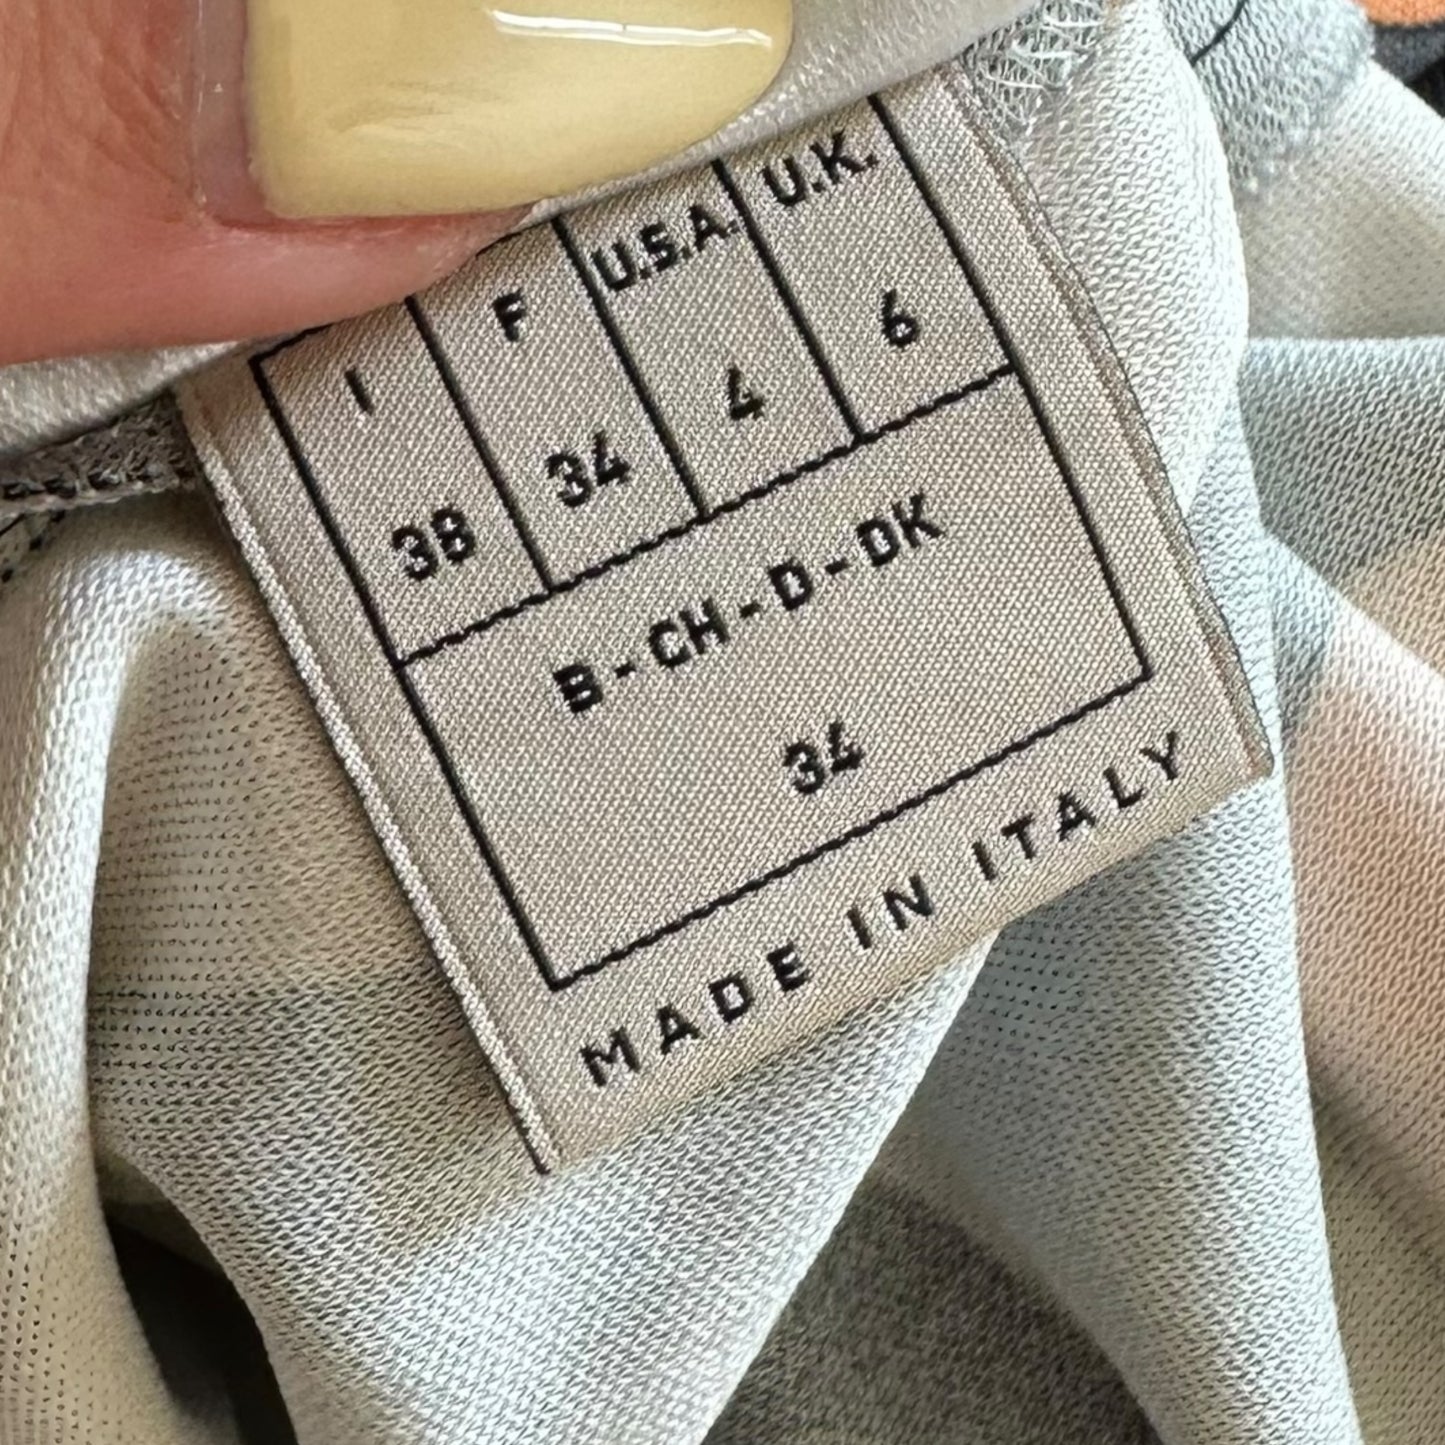 I F U.S.A. U.K.
38 34 4 6
B - CH - D - DK
34
MADE IN ITALY